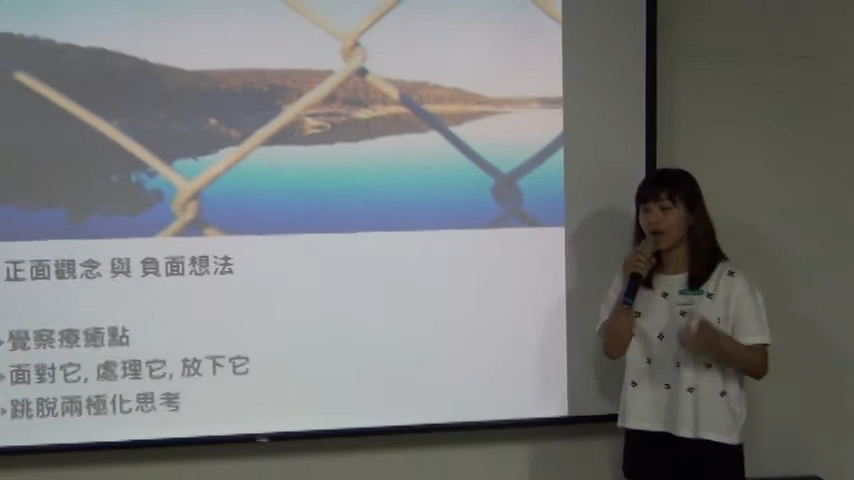 正面觀念 與 負面想法
覺察療癒點
面對它, 處理它, 放下它
跳脫兩極化思考